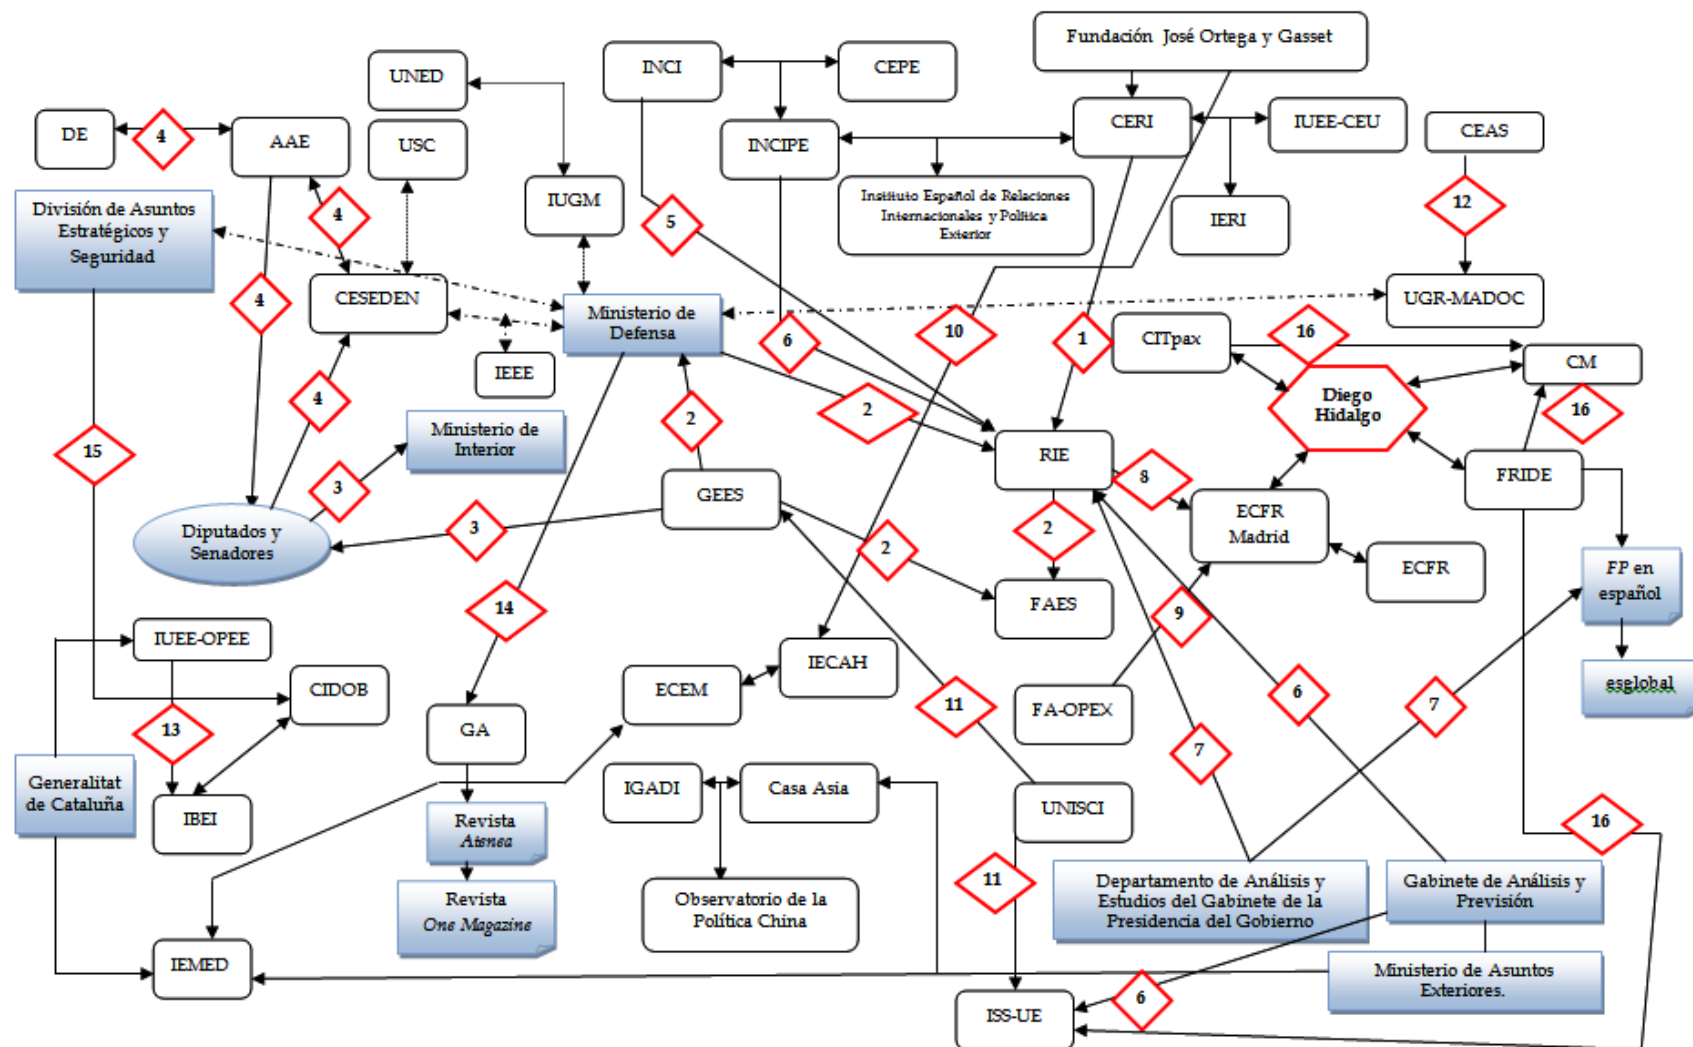 Fundación José Ortega y Gasset
UNED
INCI
CEPE
DE
4
AAE
USC
INCIPE
CERI
IUEE-CEU
CEAS
División de Asuntos
Estratégicos y
Seguridad
4
IUGM
5
Instituto Español de Relaciones
Internacionales y Política
Exterior
IERI
12
4
CESEDEN
Ministerio de
Defensa
6
10
1
CITpax
16
UGR-MADOC
IEEE
CM
4
2
2
Diego
Hidalgo
16
15
3
Ministerio de
Interior
GEES
RIE
8
FRIDE
Diputados y
Senadores
3
2
2
ECFR
Madrid
ECFR
FP en
español
14
FAES
9
IUEE-OPEE
CIDOB
ECEM
IECAH
11
FA-OPEX
6
7
esglobal
13
GA
7
Generalitat
de Cataluña
IBEI
IGADI
Casa Asia
UNISCI
Revista
Atenea
16
Revista
One Magazine
Observatorio de la
Política China
11
Departamento de Análisis y
Estudios del Gabinete de la
Presidencia del Gobierno
Gabinete de Análisis y
Previsión
IEMED
ISS-UE
6
Ministerio de Asuntos
Exteriores.